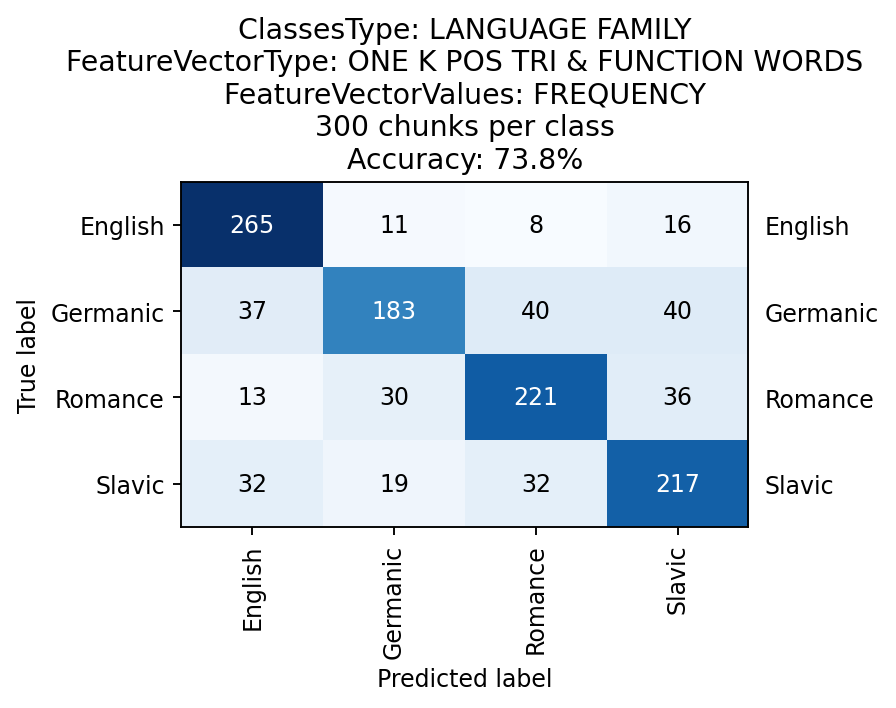 ClassesType: LANGUAGE FAMILY
FeatureVectorType: ONE K POS TRI & FUNCTION WORDS
FeatureVectorValues: FREQUENCY
300 chunks per class
Accuracy: 73.8%
True label
English 265 11 8 16 English
Germanic 37 183 40 40 Germanic
Romance 13 30 221 36 Romance
Slavic 32 19 32 217 Slavic
English Germanic Romance Slavic
Predicted label